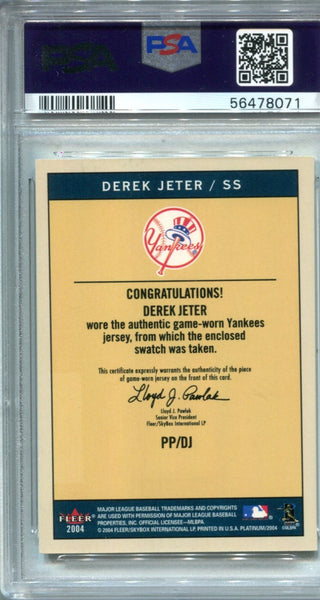 PSA
PSA
56478071
DEREK JETER / SS
Yankees
CONGRATULATIONS!
DEREK JETER
wore the authentic game-worn Yankees
jersey, from which the enclosed
swatch was taken.
This certificate expressly warrants the authenticity of the piece
of game-worn jersey on the front of this card.
Lloyd J. Pawlak
Lloyd J. Pawlak
Senior Vice President
Fleer/SkyBox International LP
PP/DJ
FLEER
2004
MAJOR LEAGUE BASEBALL TRADEMARKS AND COPYRIGHTS
ARE USED WITH PERMISSION OF MAJOR LEAGUE BASEBALL
PROPERTIES, INC. OFFICIAL LICENSEE—MLBPA
© 2004 FLEER/SKYBOX INTERNATIONAL LP, PRINTED IN U.S.A. PLATINUM/2004